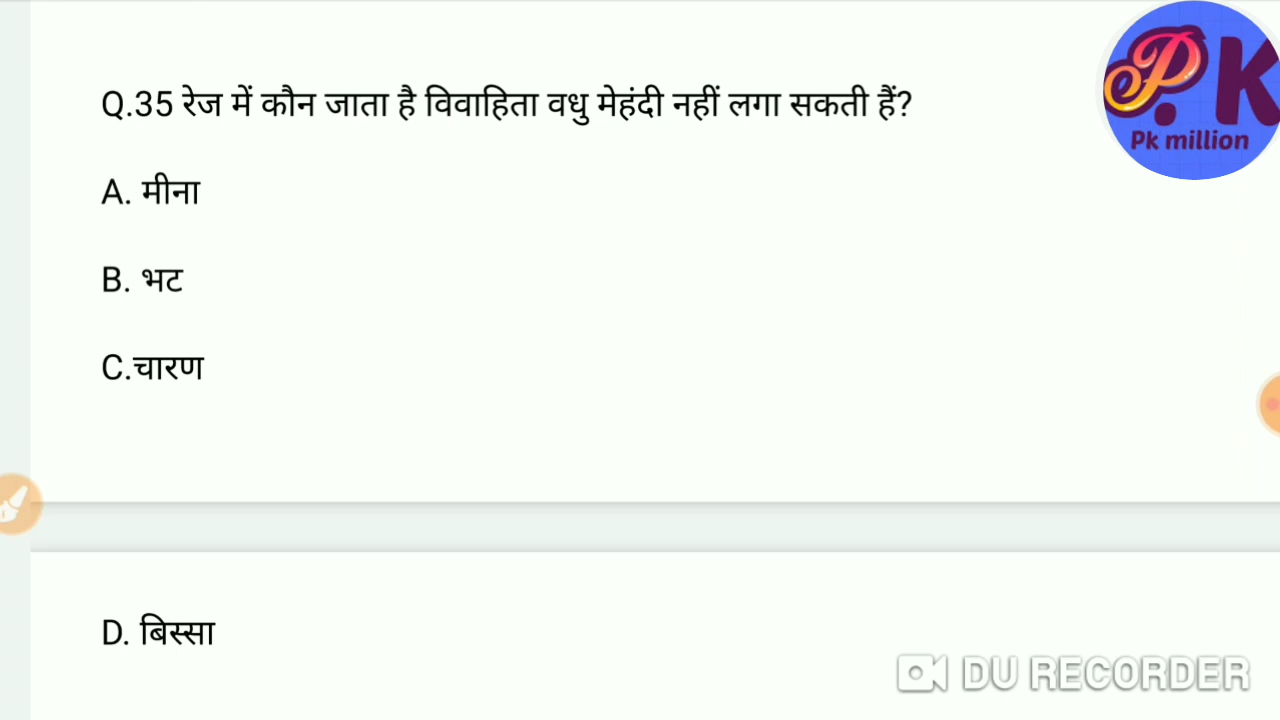 P.K
Pk million
Q.35 रेज में कौन जाता है विवाहिता वधु मेहंदी नहीं लगा सकती हैं?
A. मीना
B. भट
C.चारण
D. बिस्सा
DU RECORDER